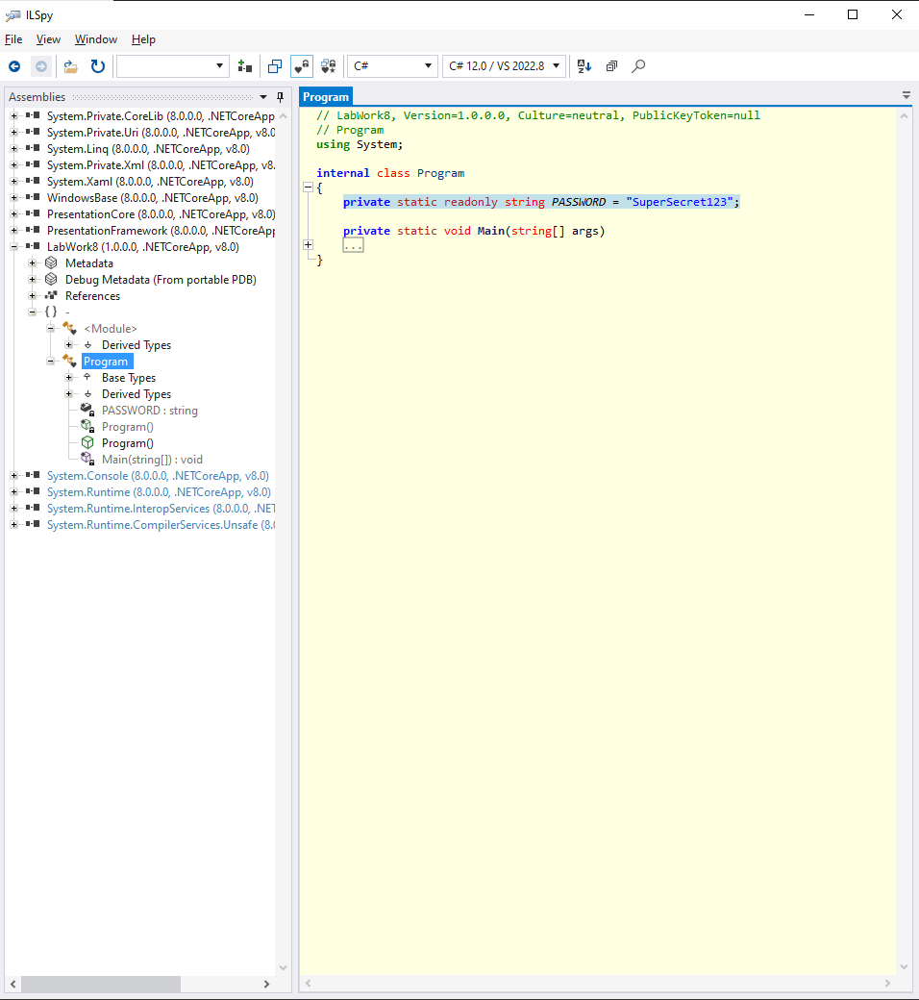 ILSpy
File View Window Help
C# C# 12.0 / VS 2022.8
Assemblies
System.Private.CoreLib (8.0.0.0, .NETCoreApp
System.Private.Uri (8.0.0.0, .NETCoreApp, v8.0
System.Linq (8.0.0.0, .NETCoreApp, v8.0)
System.Private.Xml (8.0.0.0, .NETCoreApp, v8.
System.Xaml (8.0.0.0, .NETCoreApp, v8.0)
WindowsBase (8.0.0.0, .NETCoreApp, v8.0)
PresentationCore (8.0.0.0, .NETCoreApp, v8.0)
PresentationFramework (8.0.0.0, .NETCoreApp
LabWork8 (1.0.0.0, .NETCoreApp, v8.0)
Metadata
Debug Metadata (From portable PDB)
References
{ } -
<Module>
Derived Types
Program
Base Types
Derived Types
PASSWORD : string
Program()
Program()
Main(string[]) : void
System.Console (8.0.0.0, .NETCoreApp, v8.0)
System.Runtime (8.0.0.0, .NETCoreApp, v8.0)
System.Runtime.InteropServices (8.0.0.0, .NET
System.Runtime.CompilerServices.Unsafe (8.0
Program
// LabWork8, Version=1.0.0.0, Culture=neutral, PublicKeyToken=null
// Program
using System;
internal class Program
{
private static readonly string PASSWORD = "SuperSecret123";
private static void Main(string[] args)
...
}